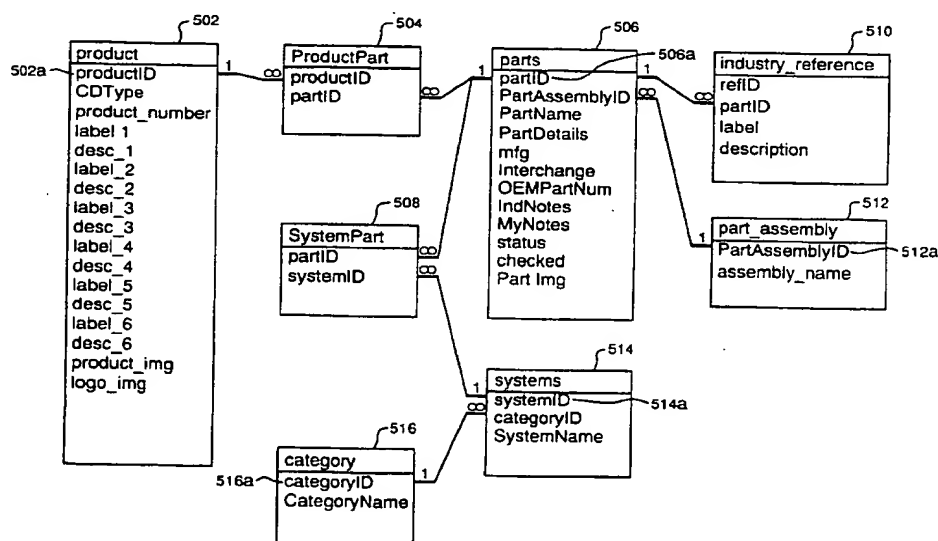 502
product
502a
productID
CDType
product_number
label 1
desc_1
label_2
desc_2
label_3
desc_3
label_4
desc_4
label_5
desc_5
label_6
desc_6
product_img
logo_img
1
∞
504
ProductPart
productID
partID
∞
1
506
parts
506a
partID
PartAssemblyID
PartName
PartDetails
mfg
Interchange
OEMPartNum
IndNotes
MyNotes
status
checked
Part Img
1
∞
∞
510
industry_reference
refID
partID
label
description
512
1
part_assembly
PartAssemblyID
512a
assembly_name
508
SystemPart
partID
systemID
∞
∞
514
1
∞
systems
systemID
514a
categoryID
SystemName
516
category
1
516a
categoryID
CategoryName